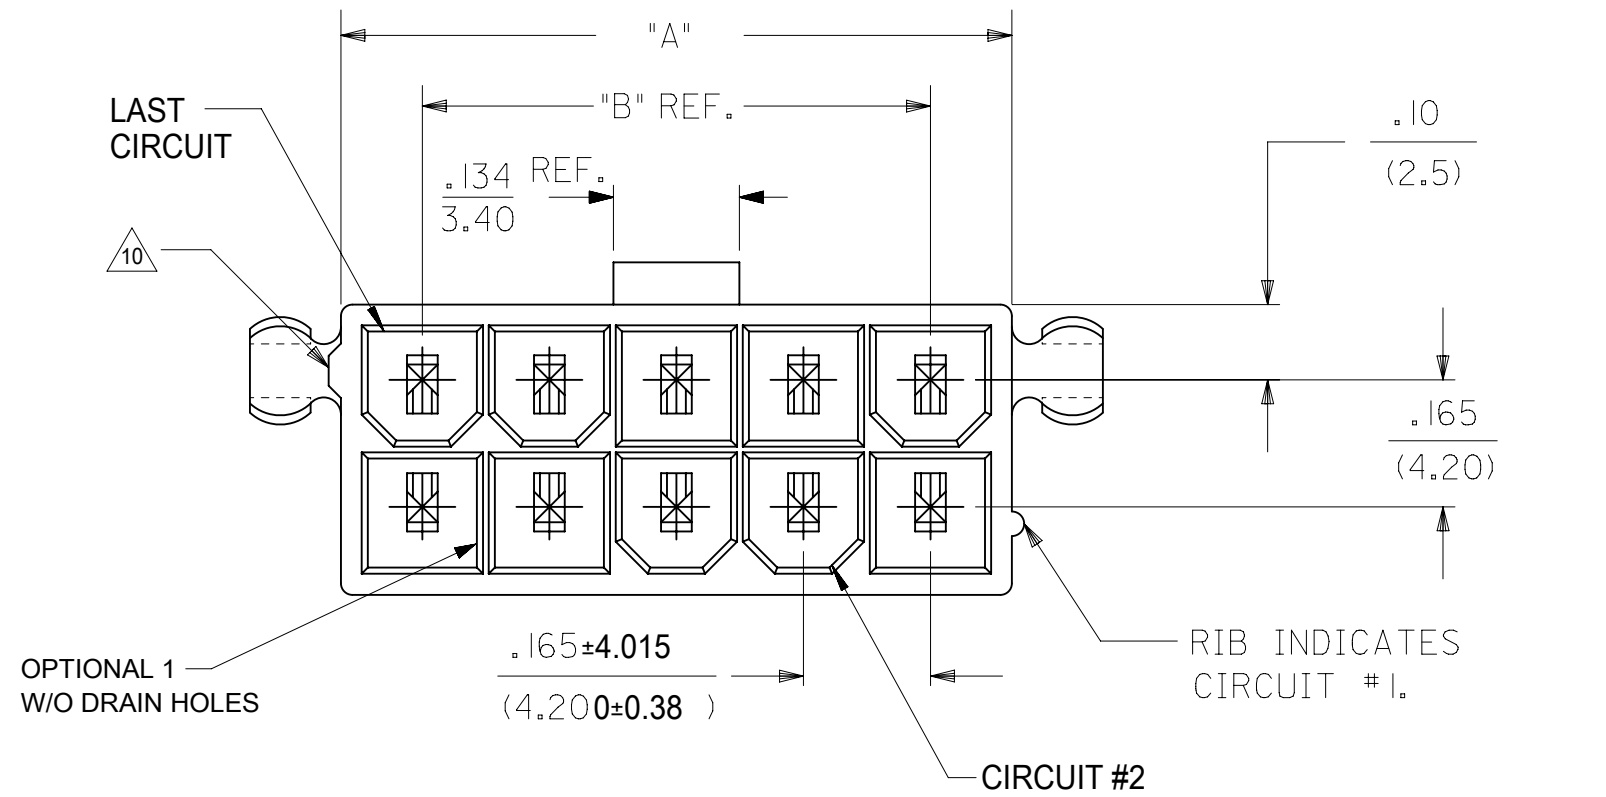 "A"
"B" REF.
LAST
CIRCUIT
.10
(2.5)
.134 REF.
3.40
10
.165
(4.20)
.165±4.015
(4.200±0.38 )
RIB INDICATES
CIRCUIT #1.
OPTIONAL 1
W/O DRAIN HOLES
CIRCUIT #2